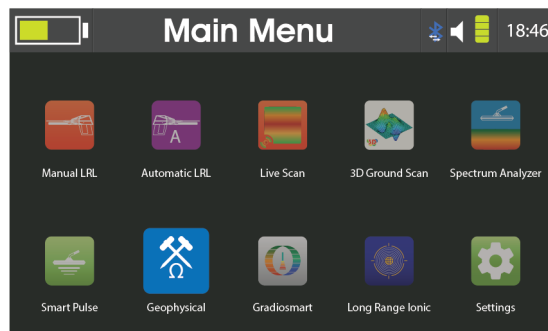 Main Menu
18:46
A
Manual LRL Automatic LRL Live Scan 3D Ground Scan Spectrum Analyzer
Ω
Smart Pulse Geophysical Gradiosmart Long Range Ionic Settings